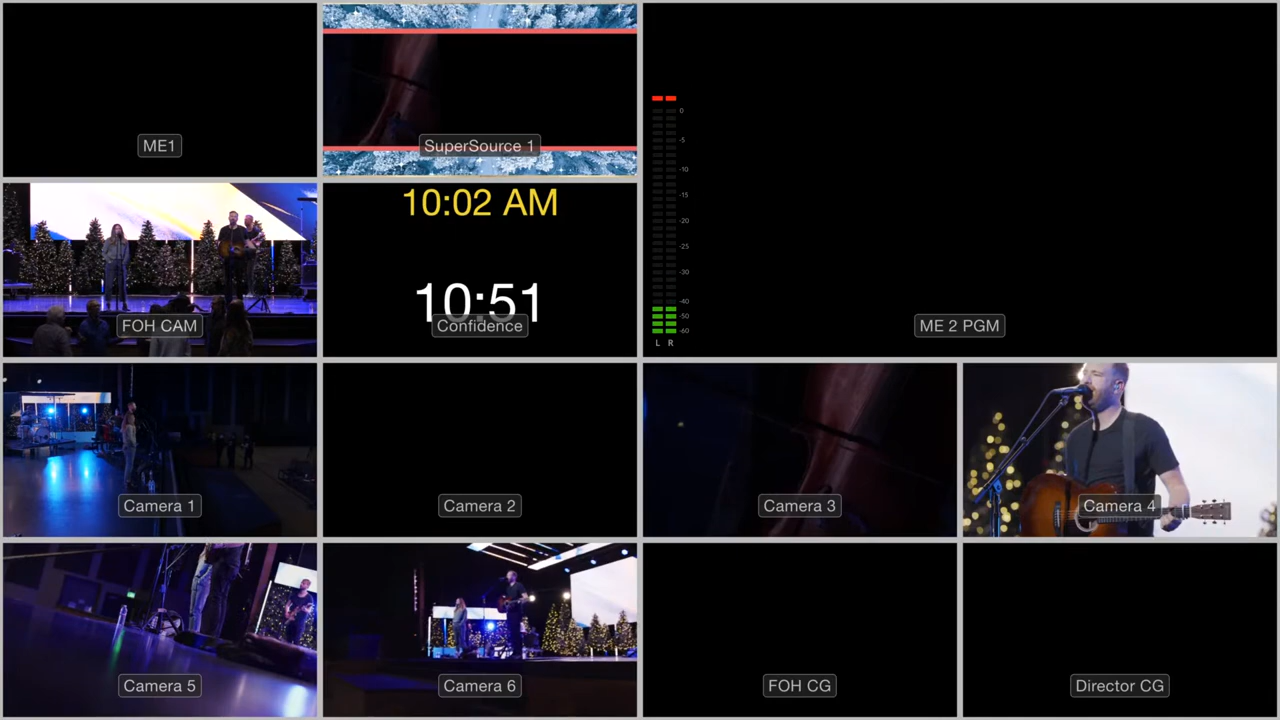 ME1
SuperSource 1
0
-5
-10
-15
-20
-25
-30
-40
-50
-60
L R
ME 2 PGM
10:02 AM
10:51
FOH CAM
Confidence
Camera 1
Camera 2
Camera 3
Camera 4
Camera 5
Camera 6
FOH CG
Director CG